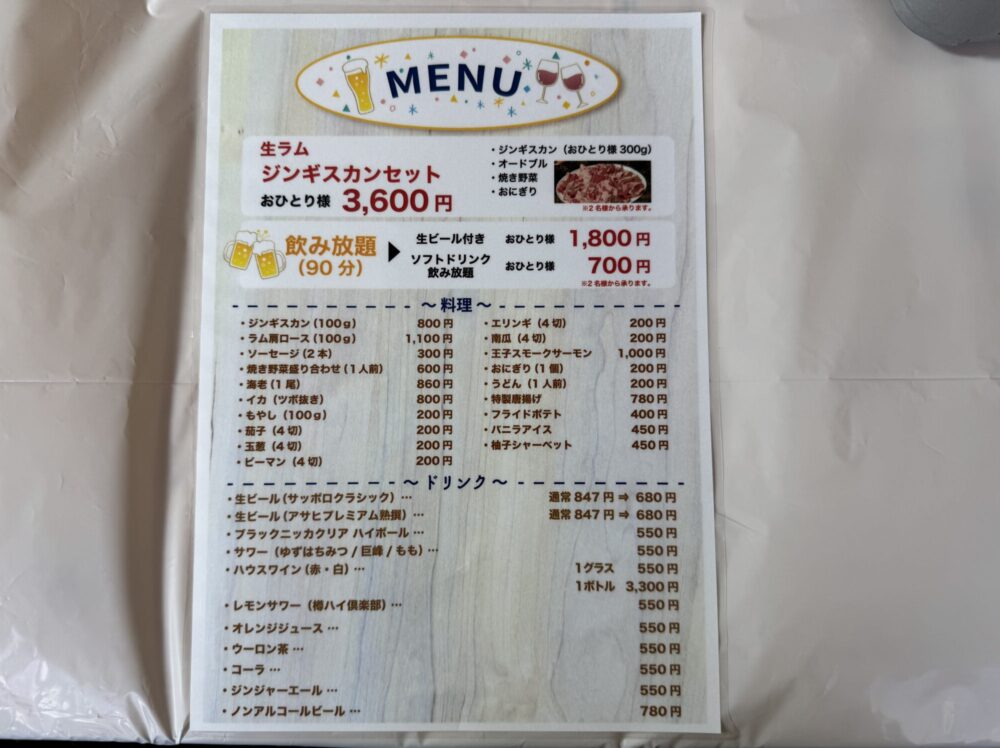 MENU
生ラム
ジンギスカンセット
おひとり様 3,600円
・ジンギスカン（おひとり様300g）
・オードブル
・焼き野菜
・おにぎり
※2名様から承ります。
飲み放題
（90分）
生ビール付き おひとり様 1,800円
ソフトドリンク
飲み放題 おひとり様 700円
※2名様から承ります。
～料理～
・ジンギスカン（100g） 800円
・ラム肩ロース（100g） 1,100円
・ソーセージ（2本） 300円
・焼き野菜盛り合わせ（1人前） 600円
・海老（1尾） 860円
・イカ（ツボ抜き） 800円
・もやし（100g） 200円
・茄子（4切） 200円
・玉葱（4切） 200円
・ピーマン（4切） 200円
・エリンギ（4切） 200円
・南瓜（4切） 200円
・王子スモークサーモン 1,000円
・おにぎり（1個） 200円
・うどん（1人前） 200円
・特製唐揚げ 780円
・フライドポテト 400円
・バニラアイス 450円
・柚子シャーベット 450円
～ドリンク～
・生ビール（サッポロクラシック）… 通常847円⇒ 680円
・生ビール（アサヒプレミアム熟撰）… 通常847円⇒ 680円
・ブラックニッカクリア ハイボール… 550円
・サワー（ゆずはちみつ / 巨峰 / もも）… 550円
・ハウスワイン（赤・白）… 1グラス 550円
1ボトル 3,300円
・レモンサワー（樽ハイ倶楽部）… 550円
・オレンジジュース… 550円
・ウーロン茶… 550円
・コーラ… 550円
・ジンジャーエール… 550円
・ノンアルコールビール… 780円